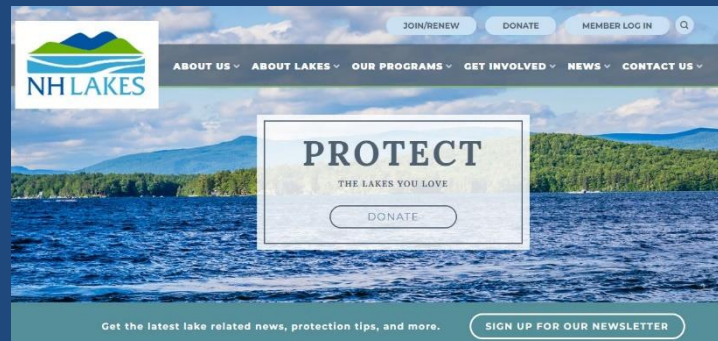 JOIN/RENEW DONATE MEMBER LOG IN
NH LAKES
ABOUT US ABOUT LAKES OUR PROGRAMS GET INVOLVED NEWS CONTACT US
PROTECT
THE LAKES YOU LOVE
DONATE
Get the latest lake related news, protection tips, and more. SIGN UP FOR OUR NEWSLETTER